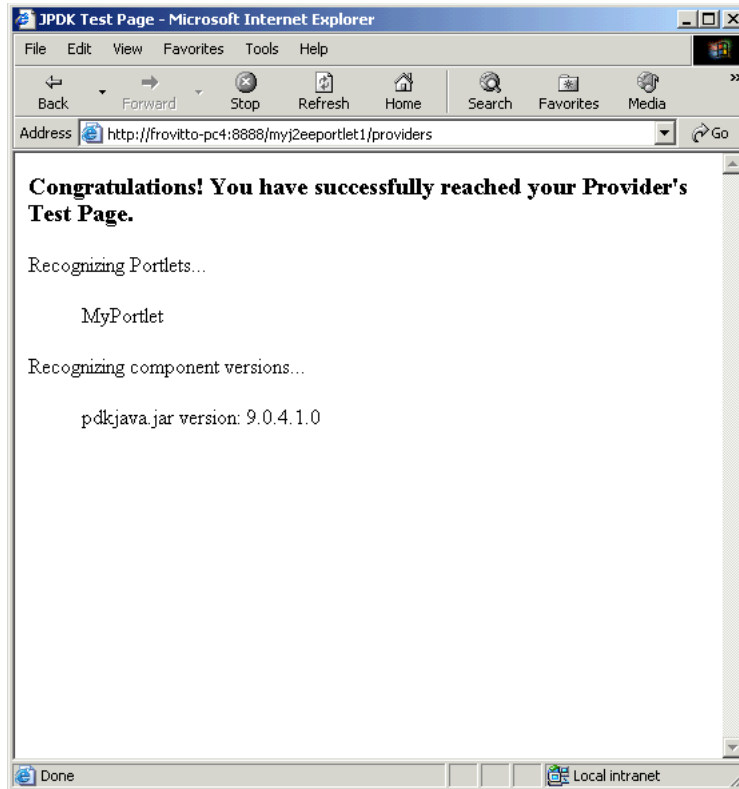 JPDK Test Page - Microsoft Internet Explorer
File Edit View Favorites Tools Help
Back Forward Stop Refresh Home Search Favorites Media »
Address http://frovitto-pc4:8888/myj2eeportlet1/providers Go
Congratulations! You have successfully reached your Provider's
Test Page.
Recognizing Portlets...
MyPortlet
Recognizing component versions...
pdkjava.jar version: 9.0.4.1.0
Done Local intranet